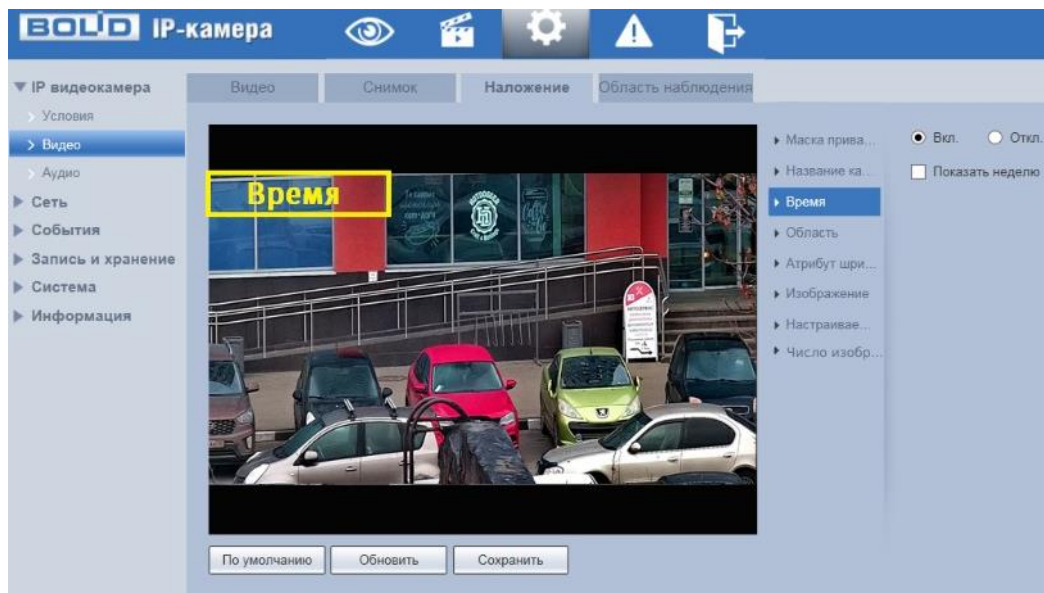 BOLID IP-камера
IP видеокамера
Условия
Видео
Аудио
Сеть
События
Запись и хранение
Система
Информация
Видео
Снимок
Наложение
Область наблюдения
Время
АВТОСЕРВИС
Маска прива...
Название ка...
Время
Область
Атрибут шри...
Изображение
Настраивае...
Число изобр...
Вкл.
Откл.
Показать неделю
По умолчанию
Обновить
Сохранить